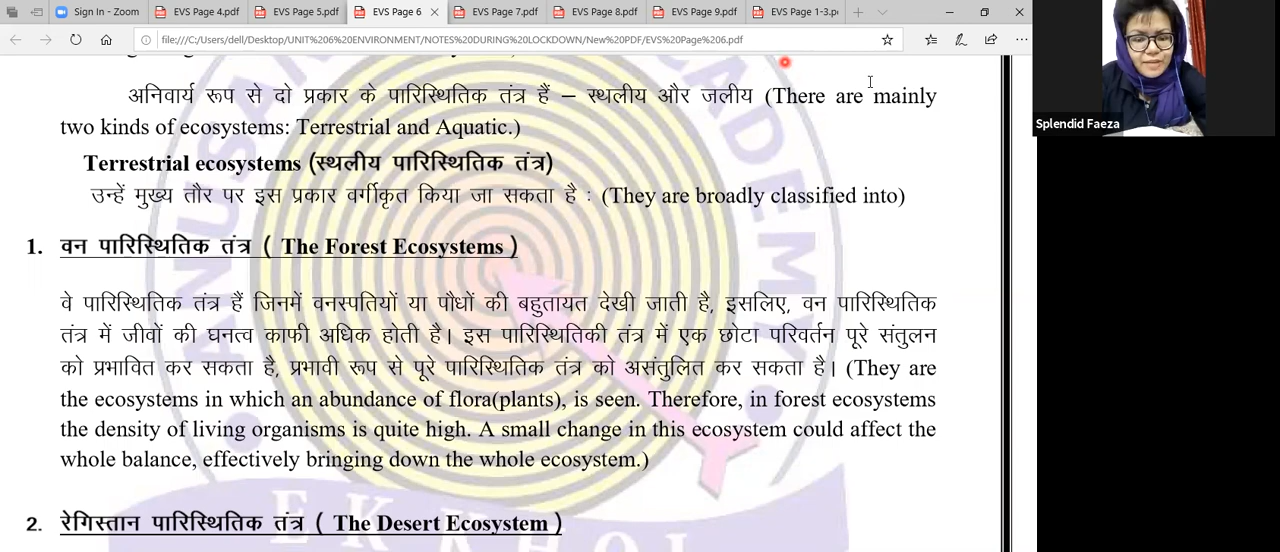 Sign In - Zoom
EVS Page 4.pdf
EVS Page 5.pdf
EVS Page 6
EVS Page 7.pdf
EVS Page 8.pdf
EVS Page 9.pdf
EVS Page 1-3.p
file:///C:/Users/dell/Desktop/UNIT%206%20ENVIRONMENT/NOTES%20DURING%20LOCKDOWN/New%20PDF/EVS%20Page%206.pdf
Splendid Faeza
अनिवार्य रूप से दो प्रकार के पारिस्थितिक तंत्र हैं – स्थलीय और जलीय (There are mainly
two kinds of ecosystems: Terrestrial and Aquatic.)
Terrestrial ecosystems (स्थलीय पारिस्थितिक तंत्र)
उन्हें मुख्य तौर पर इस प्रकार वर्गीकृत किया जा सकता है : (They are broadly classified into)
1. वन पारिस्थितिक तंत्र ( The Forest Ecosystems )
वे पारिस्थितिक तंत्र हैं जिनमें वनस्पतियों या पौधों की बहुतायत देखी जाती है, इसलिए, वन पारिस्थितिक
तंत्र में जीवों की घनत्व काफी अधिक होती है। इस पारिस्थितिकी तंत्र में एक छोटा परिवर्तन पूरे संतुलन
को प्रभावित कर सकता है, प्रभावी रूप से पूरे पारिस्थितिक तंत्र को असंतुलित कर सकता है। (They are
the ecosystems in which an abundance of flora(plants), is seen. Therefore, in forest ecosystems
the density of living organisms is quite high. A small change in this ecosystem could affect the
whole balance, effectively bringing down the whole ecosystem.)
2. रेगिस्तान पारिस्थितिक तंत्र ( The Desert Ecosystem )